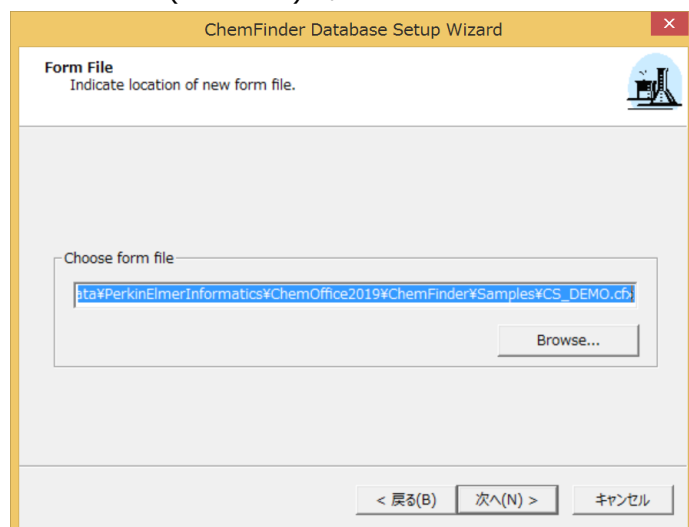 ChemFinder Database Setup Wizard
Form File
Indicate location of new form file.
Choose form file
ata¥PerkinElmerInformatics¥ChemOffice2019¥ChemFinder¥Samples¥CS_DEMO.cfx
Browse...
< 戻る(B) 次へ(N) > キャンセル